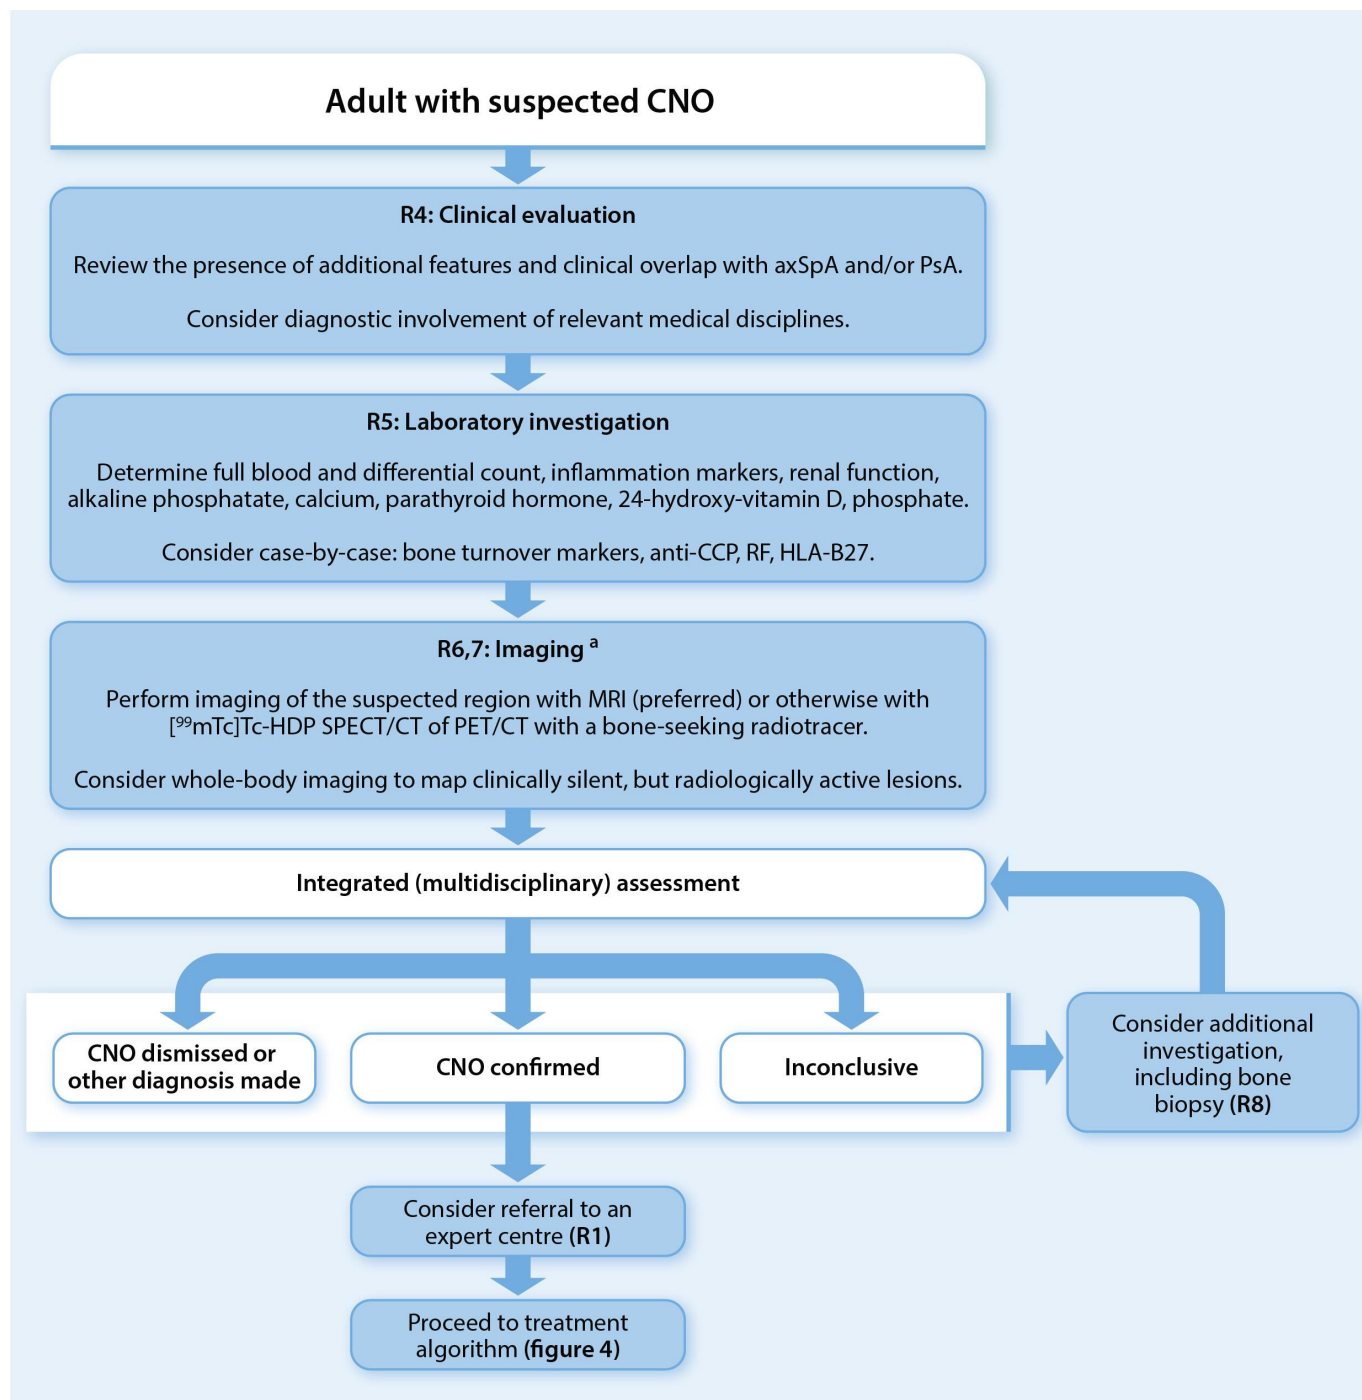 Adult with suspected CNO
R4: Clinical evaluation
Review the presence of additional features and clinical overlap with axSpA and/or PsA.
Consider diagnostic involvement of relevant medical disciplines.
R5: Laboratory investigation
Determine full blood and differential count, inflammation markers, renal function,
alkaline phosphatate, calcium, parathyroid hormone, 24-hydroxy-vitamin D, phosphate.
Consider case-by-case: bone turnover markers, anti-CCP, RF, HLA-B27.
R6,7: Imaging ᵃ
Perform imaging of the suspected region with MRI (preferred) or otherwise with
[⁹⁹mTc]Tc-HDP SPECT/CT of PET/CT with a bone-seeking radiotracer.
Consider whole-body imaging to map clinically silent, but radiologically active lesions.
Integrated (multidisciplinary) assessment
CNO dismissed or
other diagnosis made
CNO confirmed
Inconclusive
Consider additional
investigation,
including bone
biopsy (R8)
Consider referral to an
expert centre (R1)
Proceed to treatment
algorithm (figure 4)